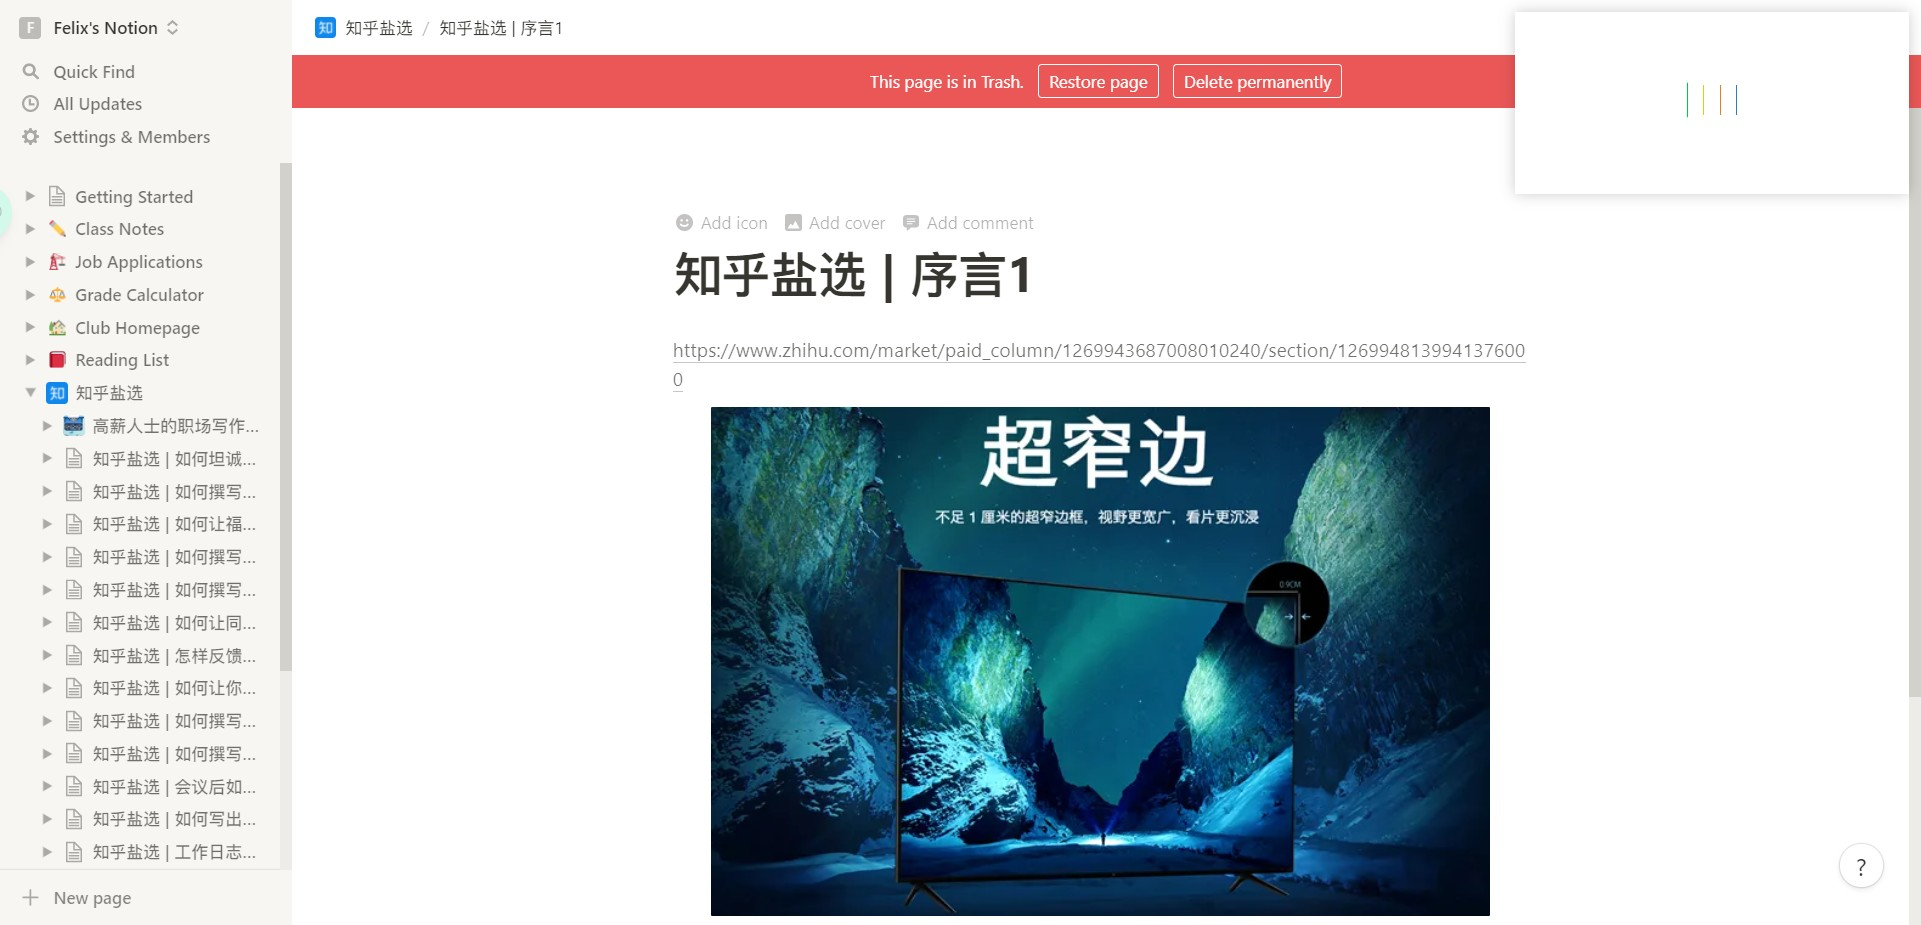 F Felix's Notion
Quick Find
All Updates
Settings & Members
Getting Started
Class Notes
Job Applications
Grade Calculator
Club Homepage
Reading List
知 知乎盐选
高薪人士的职场写作...
知乎盐选 | 如何坦诚...
知乎盐选 | 如何撰写...
知乎盐选 | 如何让福...
知乎盐选 | 如何撰写...
知乎盐选 | 如何撰写...
知乎盐选 | 如何让同...
知乎盐选 | 怎样反馈...
知乎盐选 | 如何让你...
知乎盐选 | 如何撰写...
知乎盐选 | 如何撰写...
知乎盐选 | 会议后如...
知乎盐选 | 如何写出...
知乎盐选 | 工作日志...
New page
知 知乎盐选 / 知乎盐选 | 序言1
This page is in Trash. Restore page Delete permanently
Add icon Add cover Add comment
知乎盐选 | 序言1
https://www.zhihu.com/market/paid_column/1269943687008010240/section/126994813994137600
0
超窄边
不足 1 厘米的超窄边框，视野更宽广，看片更沉浸
0.9CM
?